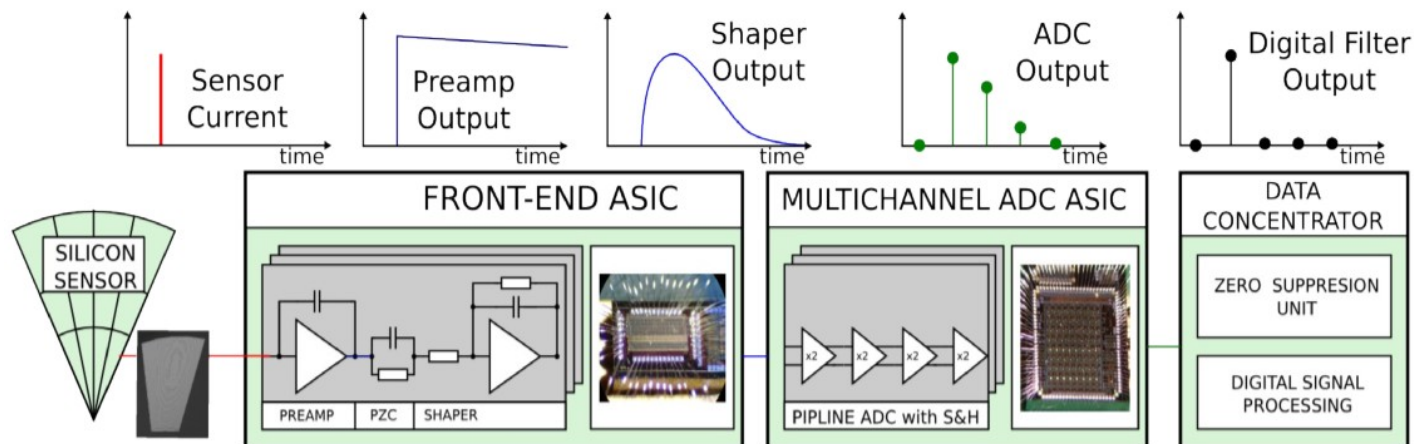 Sensor
Current
time
Preamp
Output
time
Shaper
Output
time
ADC
Output
time
Digital Filter
Output
time
SILICON
SENSOR
FRONT-END ASIC
PREAMP
PZC
SHAPER
MULTICHANNEL ADC ASIC
x2
x2
x2
x2
PIPLINE ADC with S&H
DATA
CONCENTRATOR
ZERO SUPPRESION
UNIT
DIGITAL SIGNAL
PROCESSING